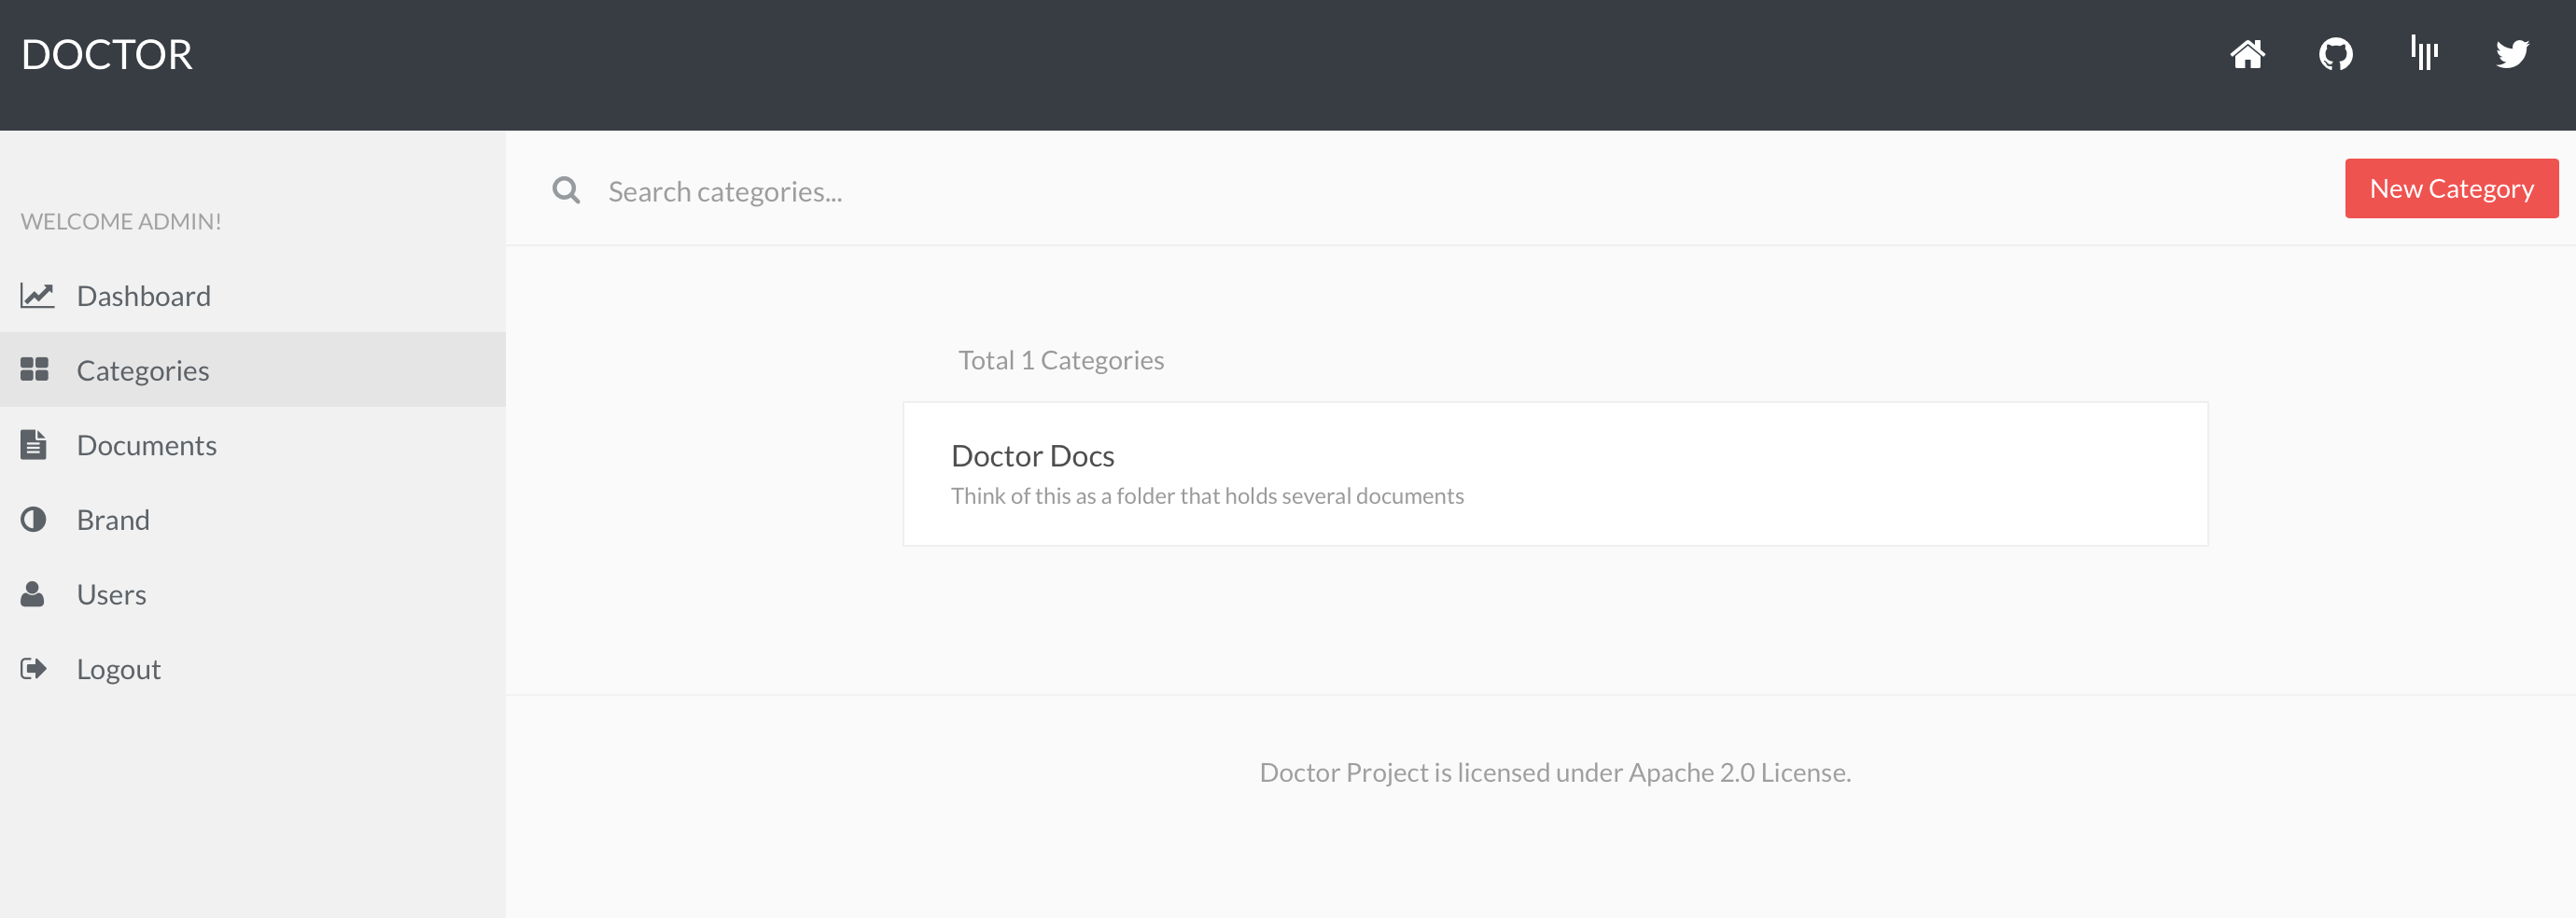 DOCTOR
WELCOME ADMIN!
Dashboard
Categories
Documents
Brand
Users
Logout
Search categories...
New Category
Total 1 Categories
Doctor Docs
Think of this as a folder that holds several documents
Doctor Project is licensed under Apache 2.0 License.